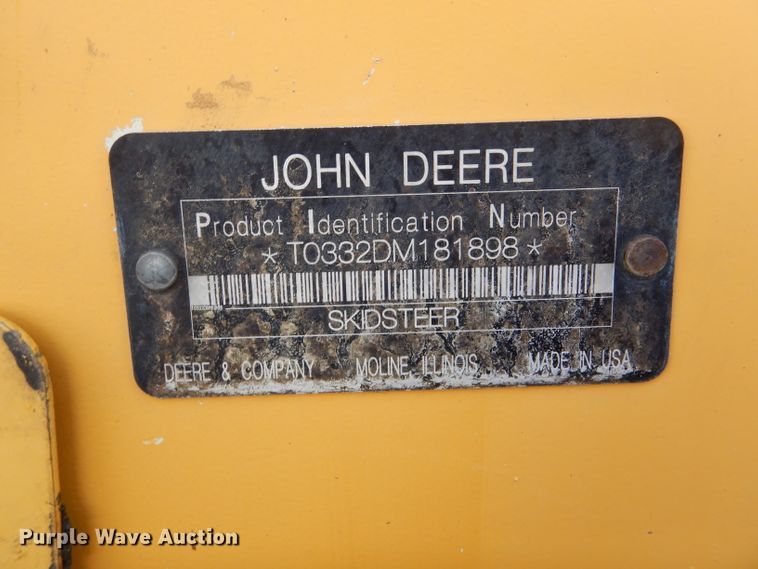 JOHN DEERE
Product Identification Number
* T0332DM181898 *
SKIDSTEER
DEERE & COMPANY MOLINE, ILLINOIS MADE IN USA
Purple Wave Auction